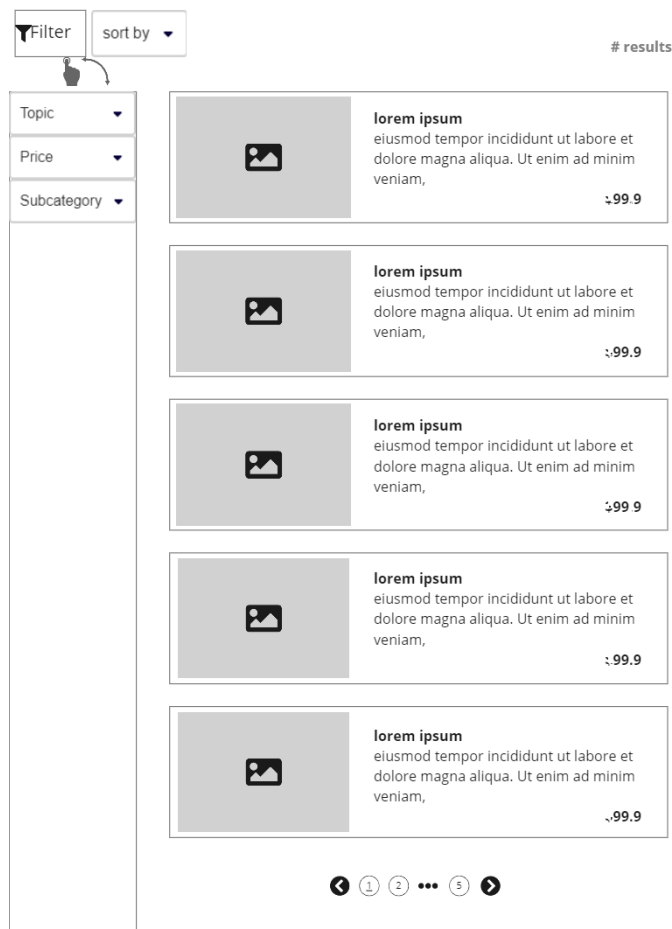 Filter
sort by
# results
Topic
Price
Subcategory
lorem ipsum
eiusmod tempor incididunt ut labore et
dolore magna aliqua. Ut enim ad minim
veniam,
99.9
lorem ipsum
eiusmod tempor incididunt ut labore et
dolore magna aliqua. Ut enim ad minim
veniam,
99.9
lorem ipsum
eiusmod tempor incididunt ut labore et
dolore magna aliqua. Ut enim ad minim
veniam,
99.9
lorem ipsum
eiusmod tempor incididunt ut labore et
dolore magna aliqua. Ut enim ad minim
veniam,
99.9
lorem ipsum
eiusmod tempor incididunt ut labore et
dolore magna aliqua. Ut enim ad minim
veniam,
99.9
1 2 ••• 5